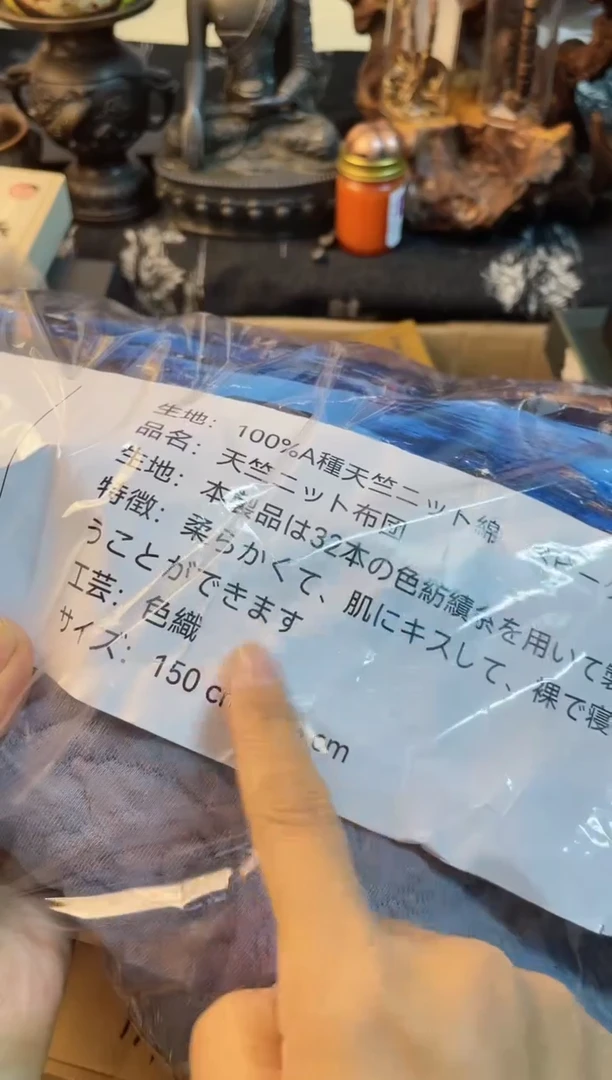 生地: 100%A種天竺ニット綿
品名: 天竺ニット布団
生地: 本製品は32本の色紡績糸を用いて製
特徴: 柔らかくて、肌にキスして、裸で寝
うことができます
工芸: 色織
サイズ: 150 cm